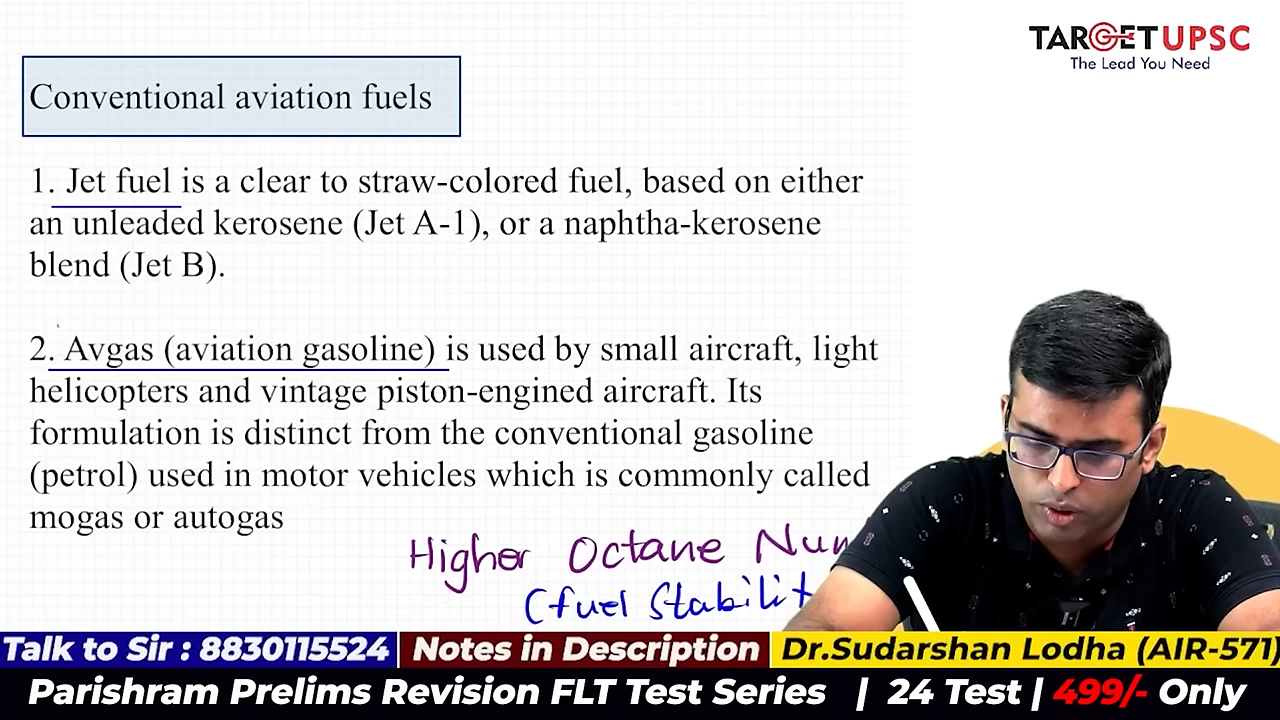 TARGETUPSC
The Lead You Need
Conventional aviation fuels
1. Jet fuel is a clear to straw-colored fuel, based on either
an unleaded kerosene (Jet A-1), or a naphtha-kerosene
blend (Jet B).
2. Avgas (aviation gasoline) is used by small aircraft, light
helicopters and vintage piston-engined aircraft. Its
formulation is distinct from the conventional gasoline
(petrol) used in motor vehicles which is commonly called
mogas or autogas
Higher Octane Num
(fuel Stabilit
Talk to Sir : 8830115524 Notes in Description Dr.Sudarshan Lodha (AIR-571)
Parishram Prelims Revision FLT Test Series | 24 Test | 499/- Only